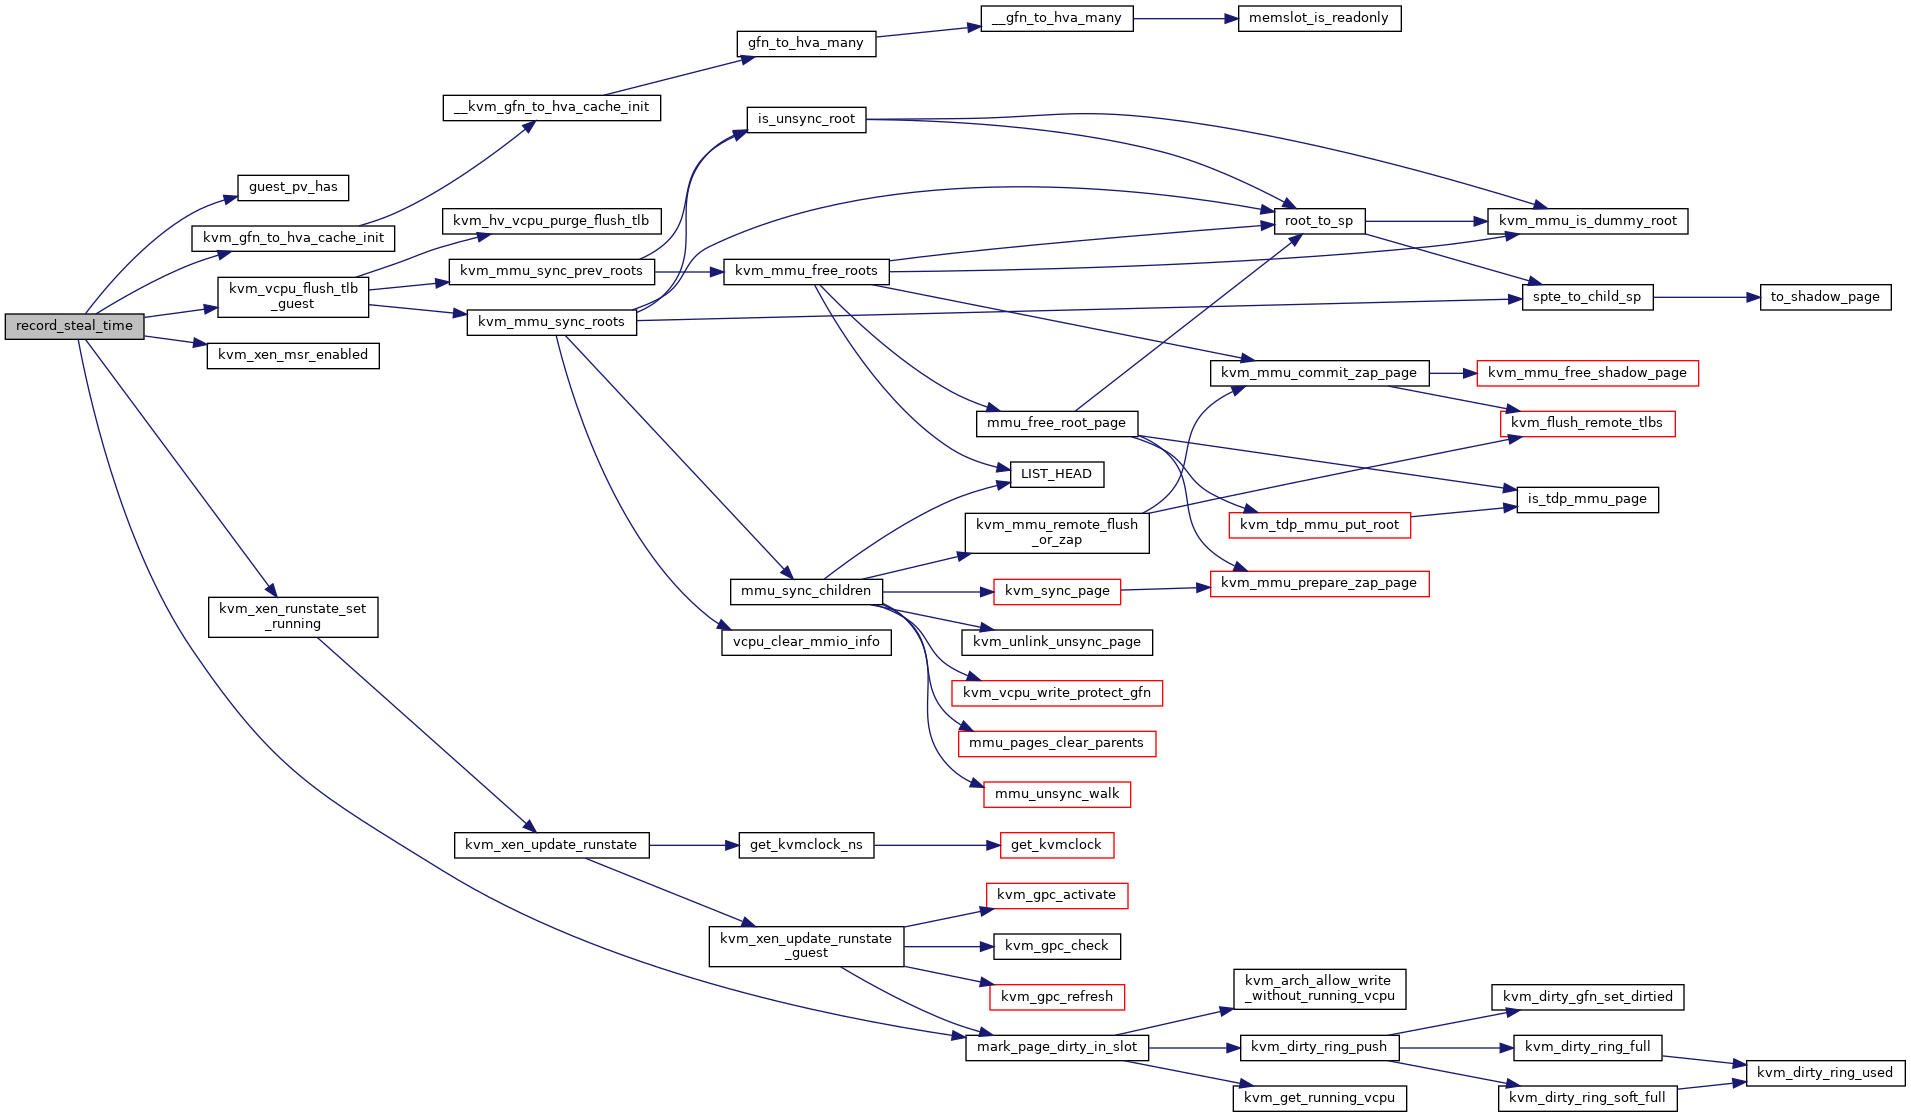 record_steal_time
guest_pv_has
kvm_gfn_to_hva_cache_init
kvm_vcpu_flush_tlb
_guest
kvm_xen_msr_enabled
kvm_xen_runstate_set
_running
__kvm_gfn_to_hva_cache_init
kvm_hv_vcpu_purge_flush_tlb
kvm_mmu_sync_prev_roots
kvm_mmu_sync_roots
kvm_xen_update_runstate
gfn_to_hva_many
is_unsync_root
kvm_mmu_free_roots
mmu_sync_children
vcpu_clear_mmio_info
get_kvmclock_ns
kvm_xen_update_runstate
_guest
__gfn_to_hva_many
mmu_free_root_page
LIST_HEAD
kvm_mmu_remote_flush
_or_zap
kvm_sync_page
kvm_unlink_unsync_page
kvm_vcpu_write_protect_gfn
mmu_pages_clear_parents
mmu_unsync_walk
get_kvmclock
kvm_gpc_activate
kvm_gpc_check
kvm_gpc_refresh
mark_page_dirty_in_slot
memslot_is_readonly
root_to_sp
kvm_mmu_commit_zap_page
kvm_tdp_mmu_put_root
kvm_mmu_prepare_zap_page
kvm_arch_allow_write
_without_running_vcpu
kvm_dirty_ring_push
kvm_get_running_vcpu
kvm_mmu_is_dummy_root
spte_to_child_sp
kvm_mmu_free_shadow_page
kvm_flush_remote_tlbs
is_tdp_mmu_page
kvm_dirty_gfn_set_dirtied
kvm_dirty_ring_full
kvm_dirty_ring_soft_full
to_shadow_page
kvm_dirty_ring_used